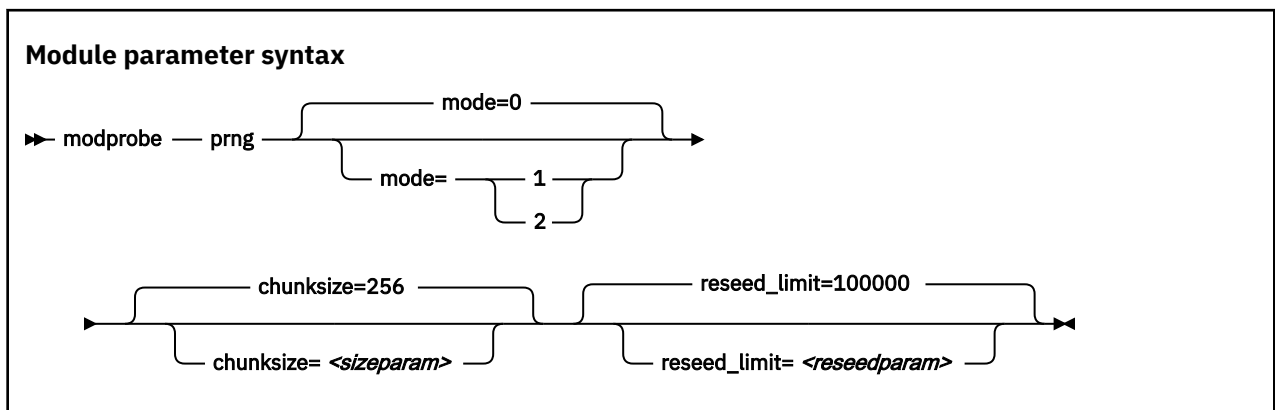 Module parameter syntax
mode=0
modprobe prng
mode= 1
2
chunksize=256 reseed_limit=100000
chunksize= <sizeparam> reseed_limit= <reseedparam>